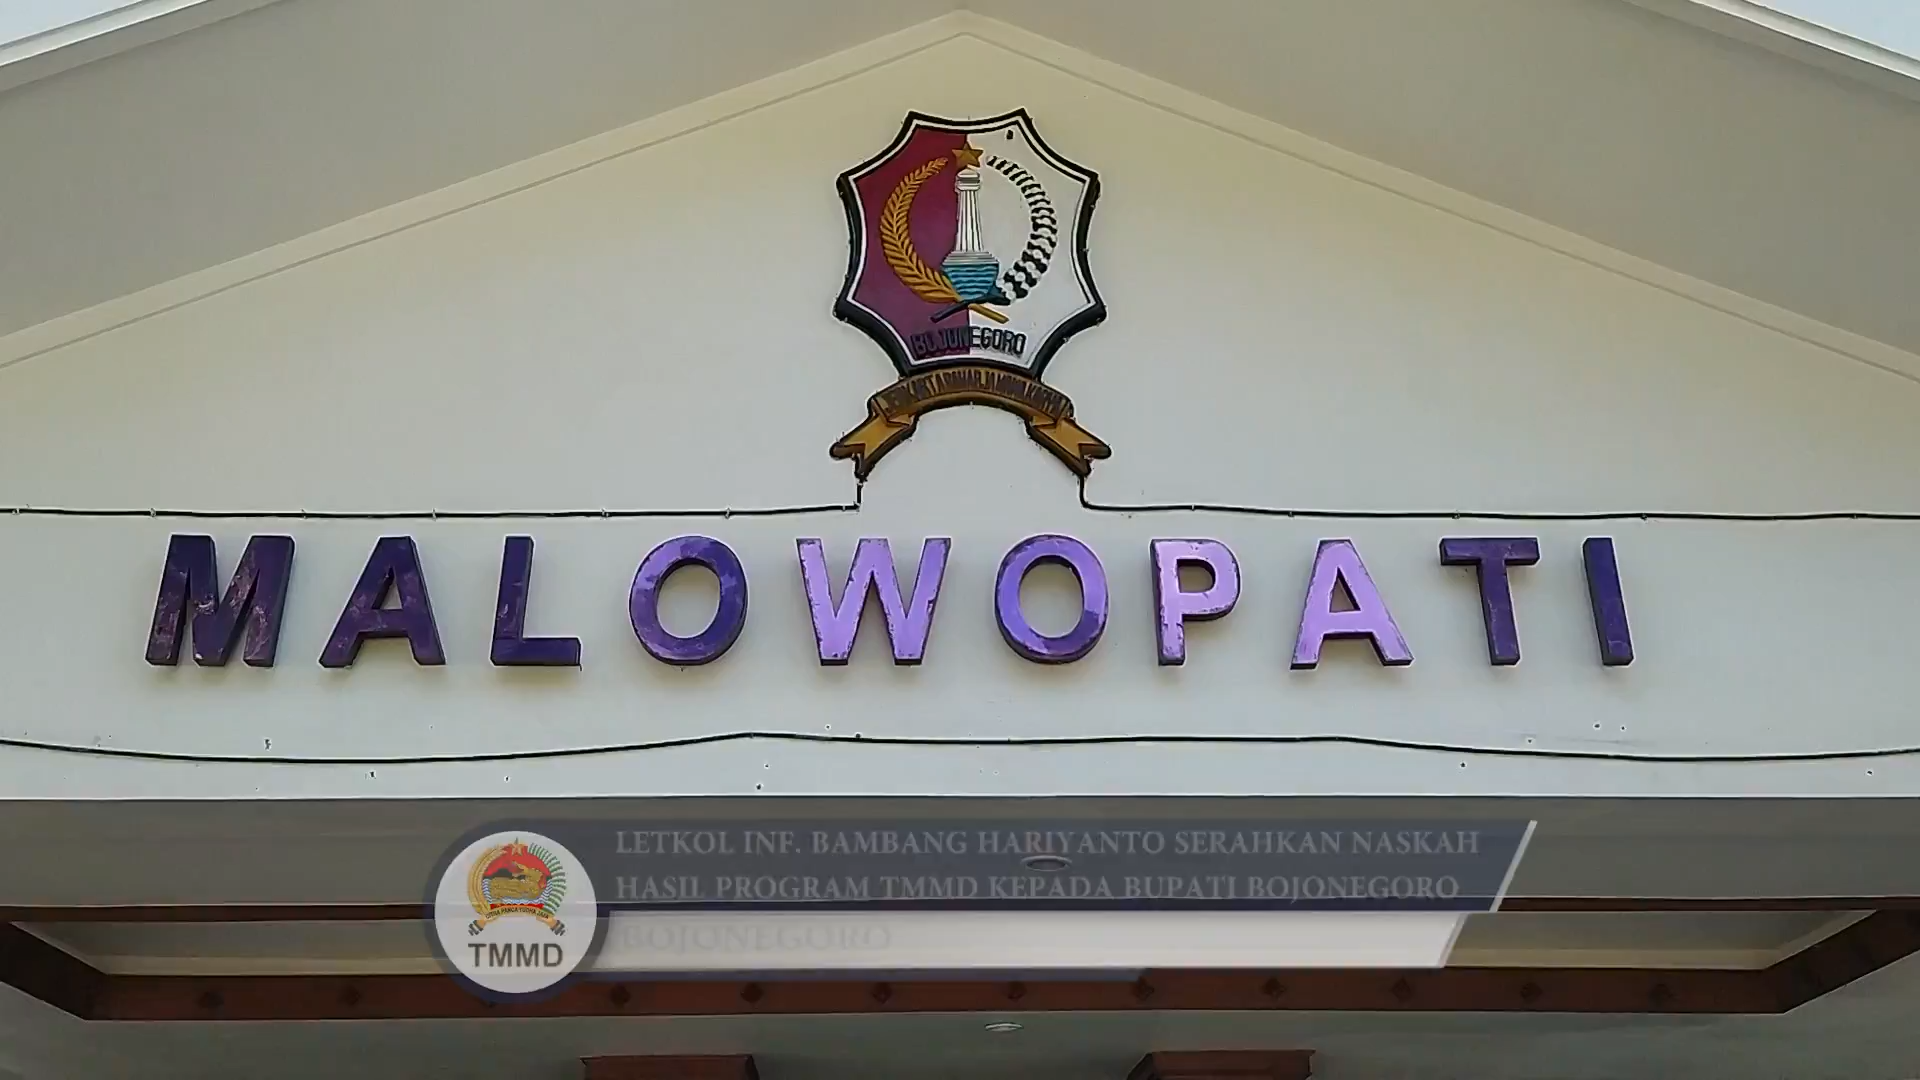 BOJONEGORO
MALOWOPATI
LETKOL INF. BAMBANG HARIYANTO SERAHKAN NASKAH
HASIL PROGRAM TMMD KEPADA BUPATI BOJONEGORO
BOJONEGORO
TMMD